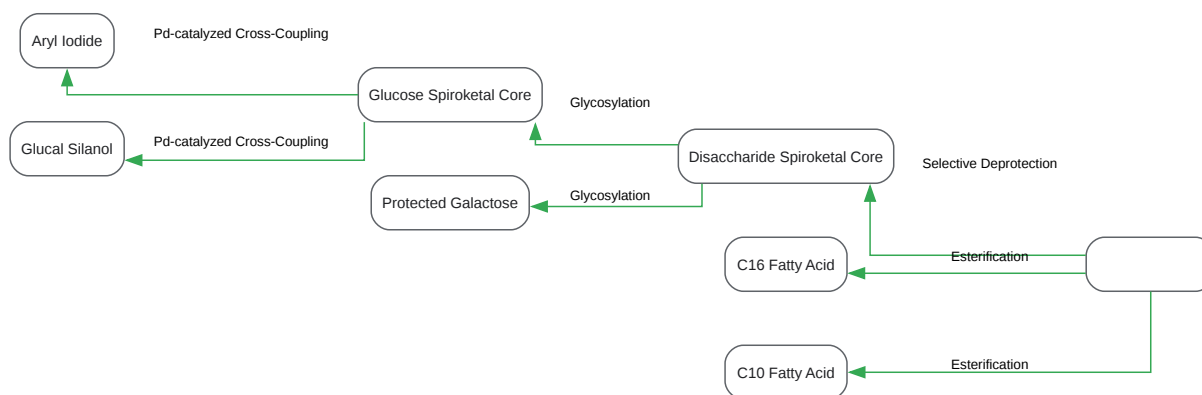 Aryl Iodide
Pd-catalyzed Cross-Coupling
Glucose Spiroketal Core
Glycosylation
Glucal Silanol
Pd-catalyzed Cross-Coupling
Disaccharide Spiroketal Core
Selective Deprotection
Protected Galactose
Glycosylation
C16 Fatty Acid
Esterification
C10 Fatty Acid
Esterification